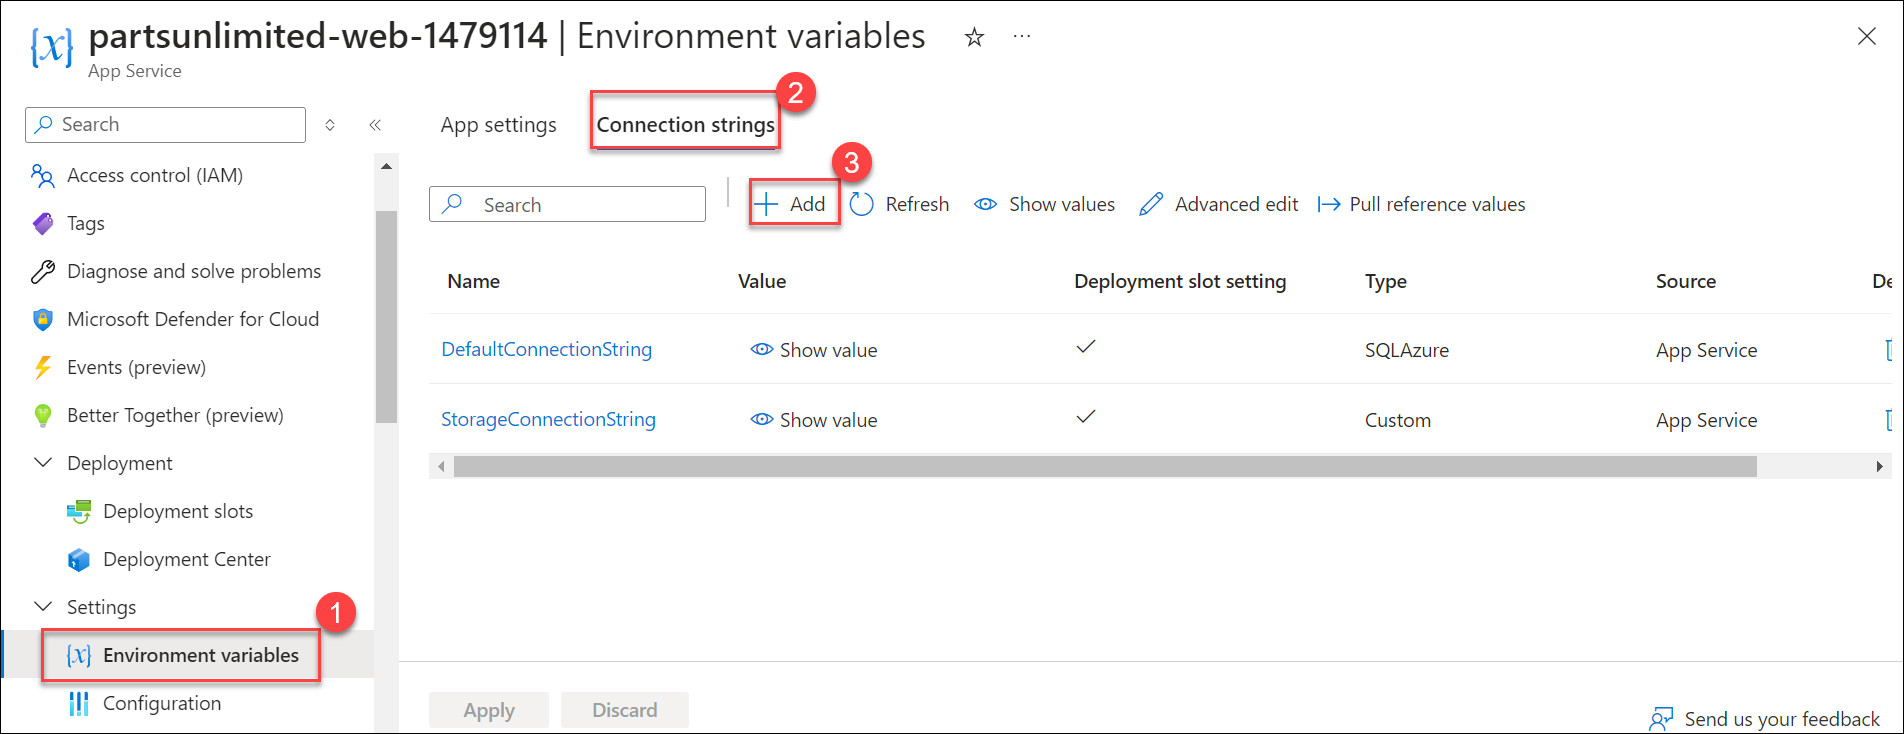 partsunlimited-web-1479114 | Environment variables
App Service
Search
Access control (IAM)
Tags
Diagnose and solve problems
Microsoft Defender for Cloud
Events (preview)
Better Together (preview)
Deployment
Deployment slots
Deployment Center
Settings
1
Environment variables
Configuration
App settings
Connection strings
2
3
Search
Add
Refresh
Show values
Advanced edit
Pull reference values
Name Value Deployment slot setting Type Source De
DefaultConnectionString Show value SQLAzure App Service
StorageConnectionString Show value Custom App Service
Apply
Discard
Send us your feedback